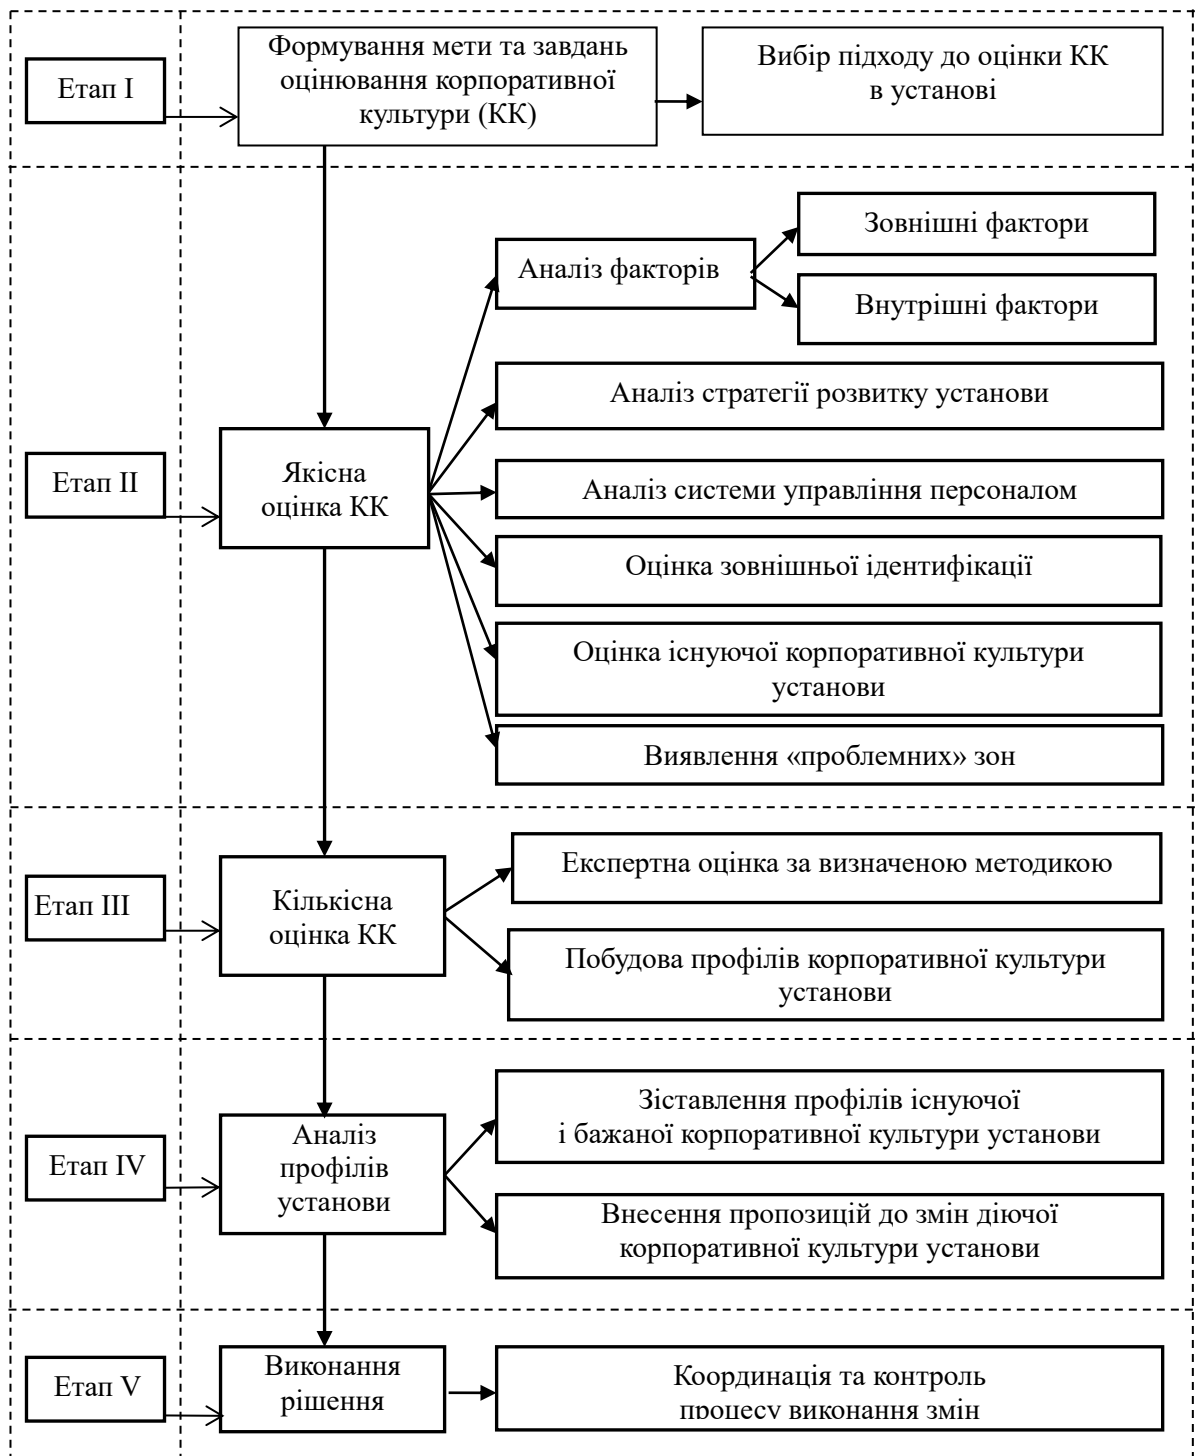 Етап І
Формування мети та завдань
оцінювання корпоративної
культури (КК)
Вибір підходу до оцінки КК
в установі
Зовнішні фактори
Аналіз факторів
Внутрішні фактори
Аналіз стратегії розвитку установи
Етап ІІ
Якісна
оцінка КК
Аналіз системи управління персоналом
Оцінка зовнішньої ідентифікації
Оцінка існуючої корпоративної культури
установи
Виявлення «проблемних» зон
Етап ІІІ
Кількісна
оцінка КК
Експертна оцінка за визначеною методикою
Побудова профілів корпоративної культури
установи
Етап IV
Аналіз
профілів
установи
Зіставлення профілів існуючої
і бажаної корпоративної культури установи
Внесення пропозицій до змін діючої
корпоративної культури установи
Етап V
Виконання
рішення
Координація та контроль
процесу виконання змін